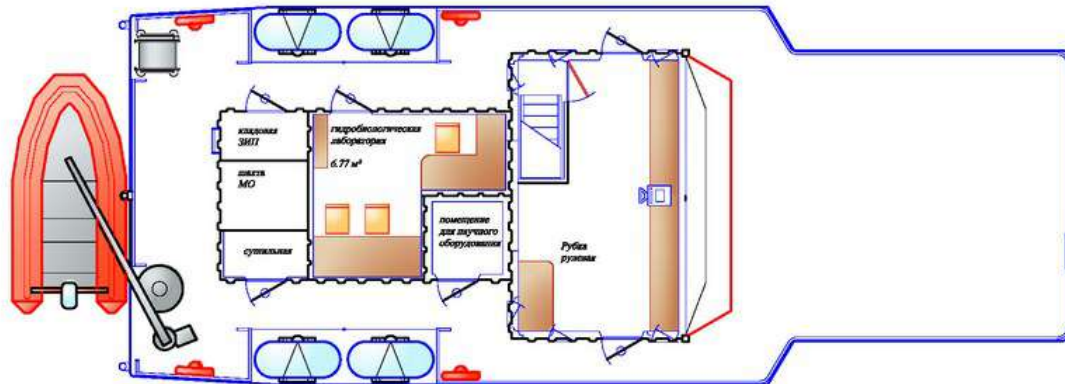 кладовая
ЗИП
шахта
МО
сушильная
гидробиологическая
лаборатория
6.77 м²
помещение
для научного
оборудования
Рубка
рулевая